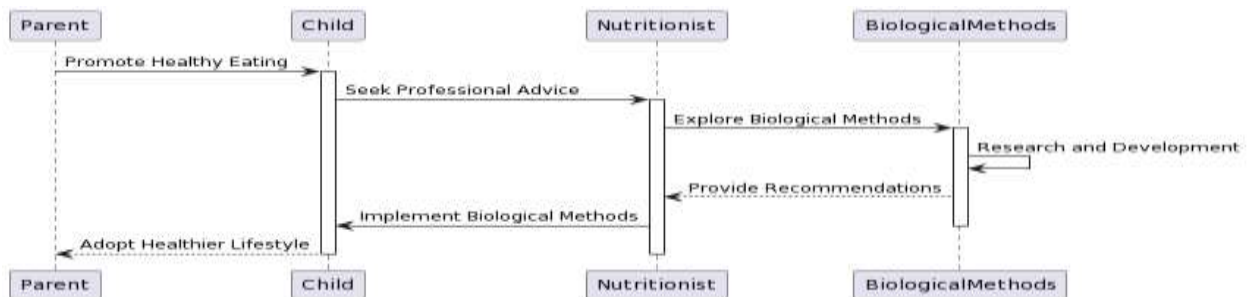 Parent Child Nutritionist BiologicalMethods
Promote Healthy Eating
Seek Professional Advice
Explore Biological Methods
Research and Development
Provide Recommendations
Implement Biological Methods
Adopt Healthier Lifestyle
Parent Child Nutritionist BiologicalMethods